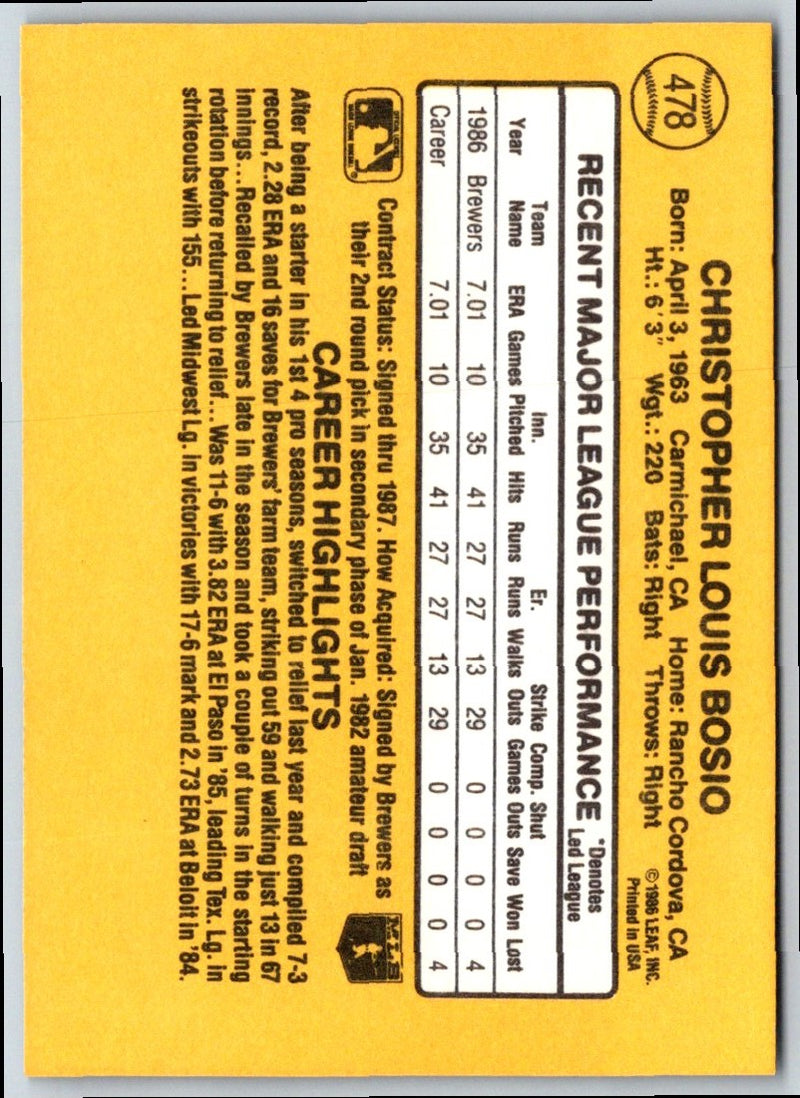 478
CHRISTOPHER LOUIS BOSIO
Born: April 3, 1963 Carmichael, CA Home: Rancho Cordova, CA
Ht.: 6'3" Wgt.: 220 Bats: Right Throws: Right
©1986 LEAF, INC.
Printed in USA
RECENT MAJOR LEAGUE PERFORMANCE *Denotes
Led League
Team Inn. Er. Strike Comp. Shut
Year Name ERA Games Pitched Hits Runs Runs Walks Outs Games Outs Save Won Lost
1986 Brewers 7.01 10 35 41 27 27 13 29 0 0 0 0 4
Career 7.01 10 35 41 27 27 13 29 0 0 0 0 4
Contract Status: Signed thru 1987. How Acquired: Signed by Brewers as
their 2nd round pick in secondary phase of Jan. 1982 amateur draft
MLB
CAREER HIGHLIGHTS
After being a starter in his 1st 4 pro seasons, switched to relief last year and compiled 7-3
record, 2.28 ERA and 16 saves for Brewers' farm team, striking out 59 and walking just 13 in 67
innings...Recalled by Brewers late in the season and took a couple of turns in the starting
rotation before returning to relief...Was 11-6 with 3.82 ERA at El Paso in '85, leading Tex. Lg. in
strikeouts with 155...Led Midwest Lg. in victories with 17-6 mark and 2.73 ERA at Beloit in '84.